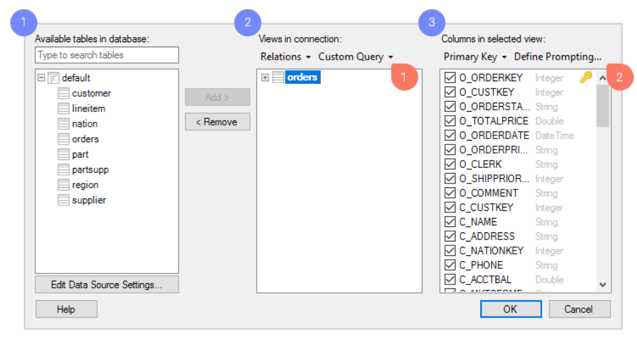 1
2
3
Available tables in database:
Views in connection:
Columns in selected view:
Type to search tables
Relations
Custom Query
Primary Key
Define Prompting...
default
customer
lineitem
nation
orders
part
partsupp
region
supplier
Add >
< Remove
orders
1
2
O_ORDERKEY Integer
O_CUSTKEY Integer
O_ORDERSTA... String
O_TOTALPRICE Double
O_ORDERDATE DateTime
O_ORDERPRI... String
O_CLERK String
O_SHIPPRIOR... Integer
O_COMMENT String
C_CUSTKEY Integer
C_NAME String
C_ADDRESS String
C_NATIONKEY Integer
C_PHONE String
C_ACCTBAL Double
Edit Data Source Settings...
Help
OK
Cancel